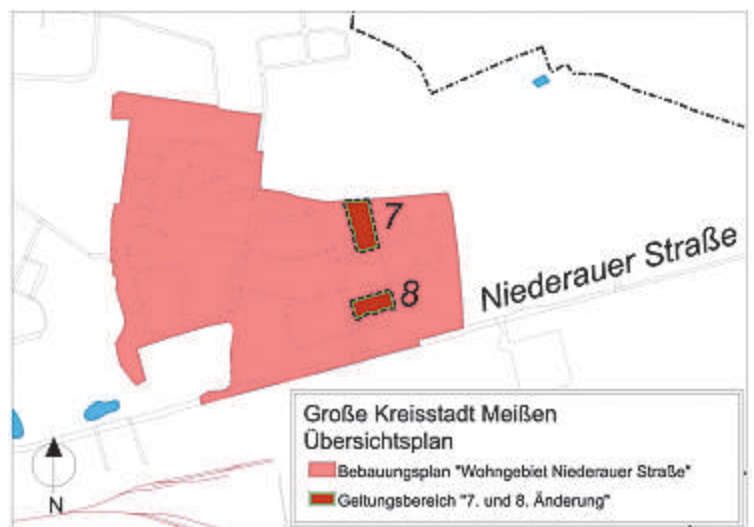 7
8
Niederauer Straße
Große Kreisstadt Meißen
Übersichtsplan
Bebauungsplan "Wohngebiet Niederauer Straße"
Geltungsbereich "7. und 8. Änderung"
N